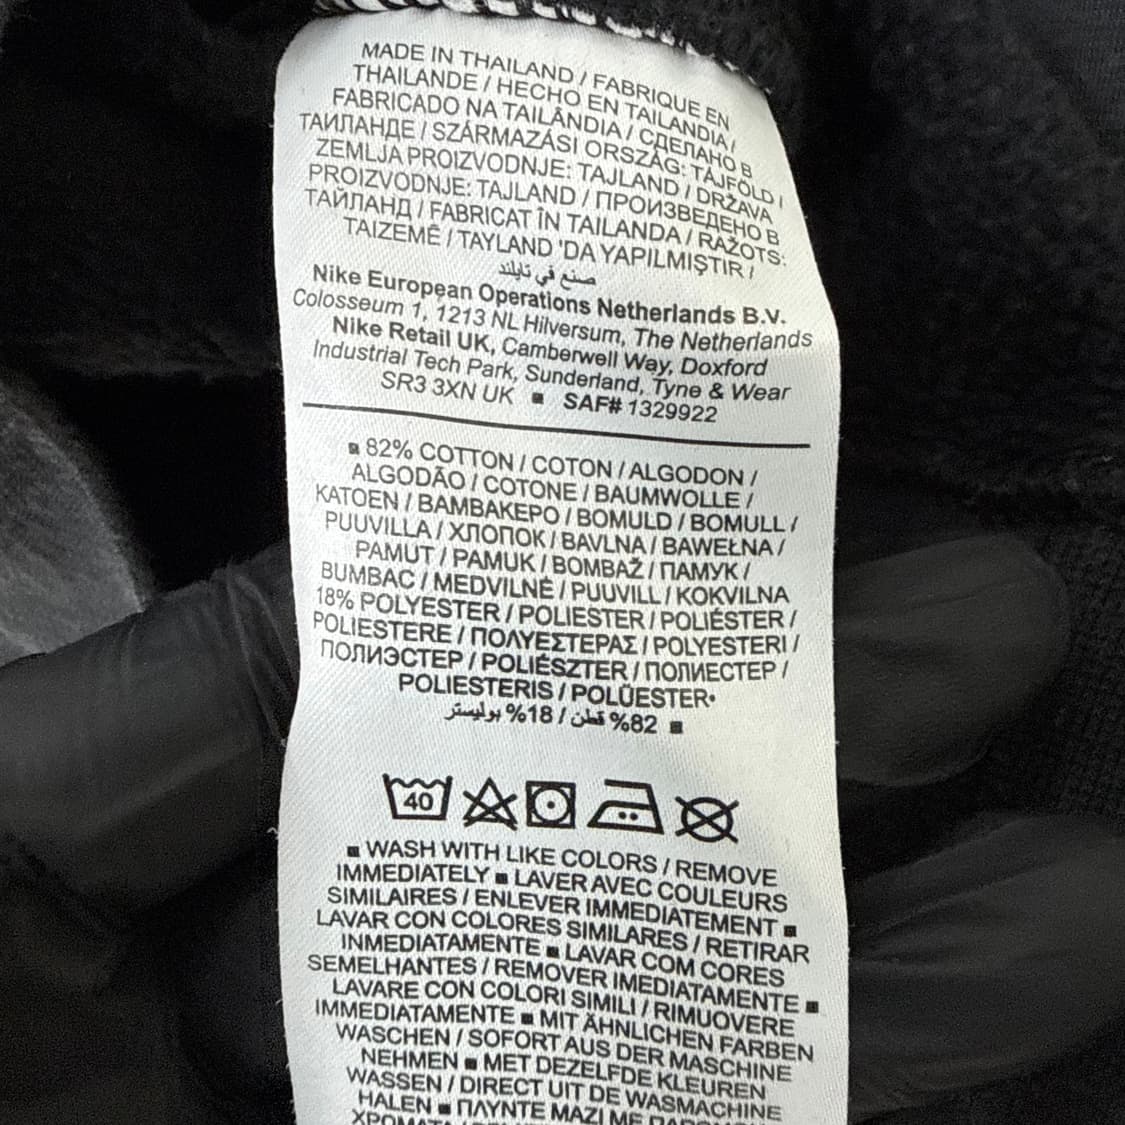 MADE IN THAILAND / FABRIQUE EN
THAILANDE / HECHO EN TAILANDIA /
FABRICADO NA TAILÂNDIA / СДЕЛАНО В
ТАИЛАНДЕ / SZÁRMAZÁSI ORSZÁG: TÁJFÖLD /
ZEMLJA PROIZVODNJE: TAJLAND / DRŽAVA
PROIZVODNJE: TAJLAND / ПРОИЗВЕДЕНО В
ТАЙЛАНД / FABRICAT ÎN TAILANDA / RAŽOTS:
TAIZEMĒ / TAYLAND 'DA YAPILMIŞTIR /
صنع في تايلند
Nike European Operations Netherlands B.V.
Colosseum 1, 1213 NL Hilversum, The Netherlands
Nike Retail UK, Camberwell Way, Doxford
Industrial Tech Park, Sunderland, Tyne & Wear
SR3 3XN UK ▪ SAF# 1329922
▪ 82% COTTON / COTON / ALGODON /
ALGODÃO / COTONE / BAUMWOLLE /
KATOEN / BAMBAKEPO / BOMULD / BOMULL /
PUUVILLA / ХЛОПОК / BAVLNA / BAWEŁNA /
PAMUT / PAMUK / BOMBAŽ / ПАМУК /
BUMBAC / MEDVILNĖ / PUUVILL / KOKVILNA
18% POLYESTER / POLIESTER / POLIÉSTER /
POLIESTERE / ΠΟΛΥΕΣΤΕΡΑΣ / POLYESTERI /
ПОЛИЭСТЕР / POLIÉSZTER / ПОЛИЕСТЕР /
POLIESTERIS / POLÜESTER•
▪ 82% قطن / 18% بوليستر
40
▪ WASH WITH LIKE COLORS / REMOVE
IMMEDIATELY ▪ LAVER AVEC COULEURS
SIMILAIRES / ENLEVER IMMEDIATEMENT ▪
LAVAR CON COLORES SIMILARES / RETIRAR
INMEDIATAMENTE ▪ LAVAR COM CORES
SEMELHANTES / REMOVER IMEDIATAMENTE ▪
LAVARE CON COLORI SIMILI / RIMUOVERE
IMMEDIATAMENTE ▪ MIT ÄHNLICHEN FARBEN
WASCHEN / SOFORT AUS DER MASCHINE
NEHMEN ▪ MET DEZELFDE KLEUREN
WASSEN / DIRECT UIT DE WASMACHINE
HALEN ▪ ΠΛΥΝΤΕ ΜΑΖΙ ΜΕ